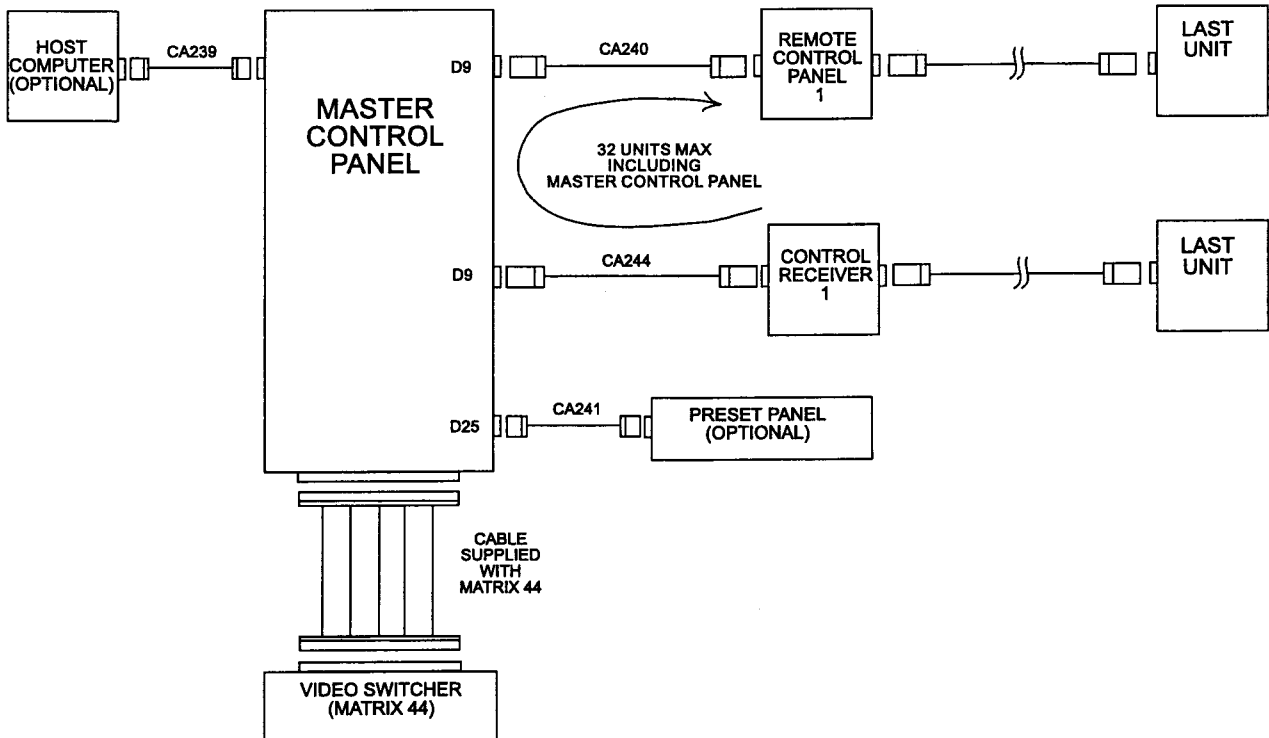 HOST
COMPUTER
(OPTIONAL)
CA239
MASTER
CONTROL
PANEL
D9
CA240
REMOTE
CONTROL
PANEL
1
LAST
UNIT
32 UNITS MAX
INCLUDING
MASTER CONTROL PANEL
D9
CA244
CONTROL
RECEIVER
1
LAST
UNIT
D25
CA241
PRESET PANEL
(OPTIONAL)
CABLE
SUPPLIED
WITH
MATRIX 44
VIDEO SWITCHER
(MATRIX 44)